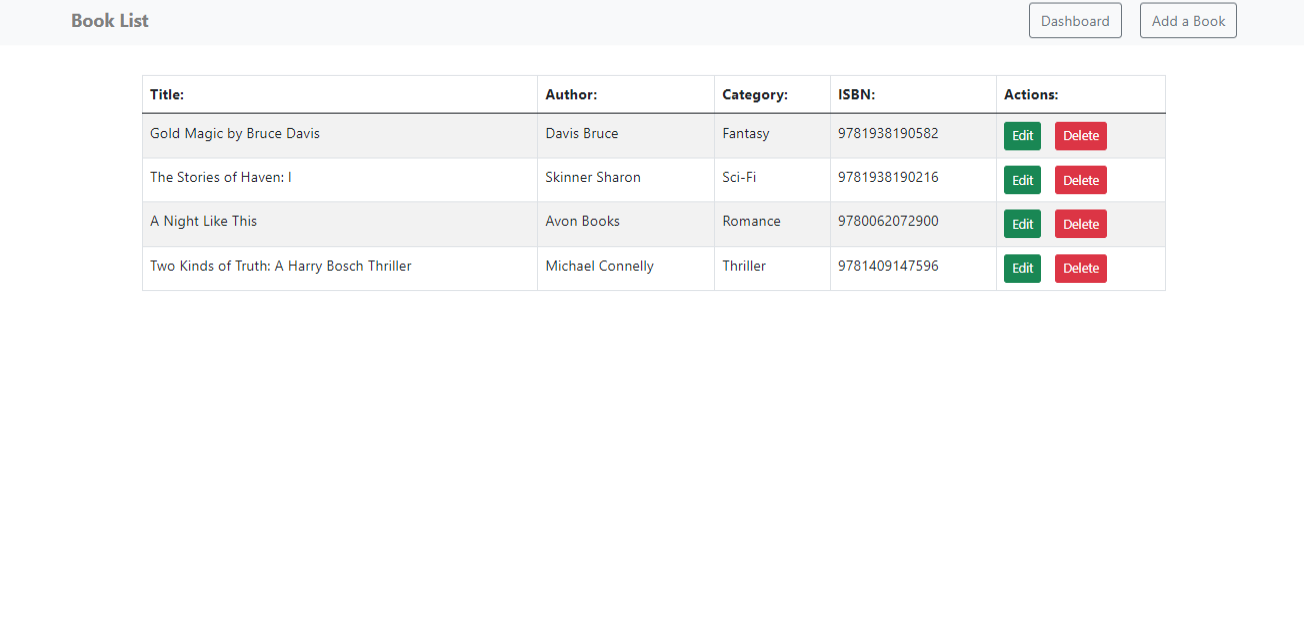 Book List Dashboard Add a Book
Title: Author: Category: ISBN: Actions:
Gold Magic by Bruce Davis Davis Bruce Fantasy 9781938190582 Edit Delete
The Stories of Haven: I Skinner Sharon Sci-Fi 9781938190216 Edit Delete
A Night Like This Avon Books Romance 9780062072900 Edit Delete
Two Kinds of Truth: A Harry Bosch Thriller Michael Connelly Thriller 9781409147596 Edit Delete